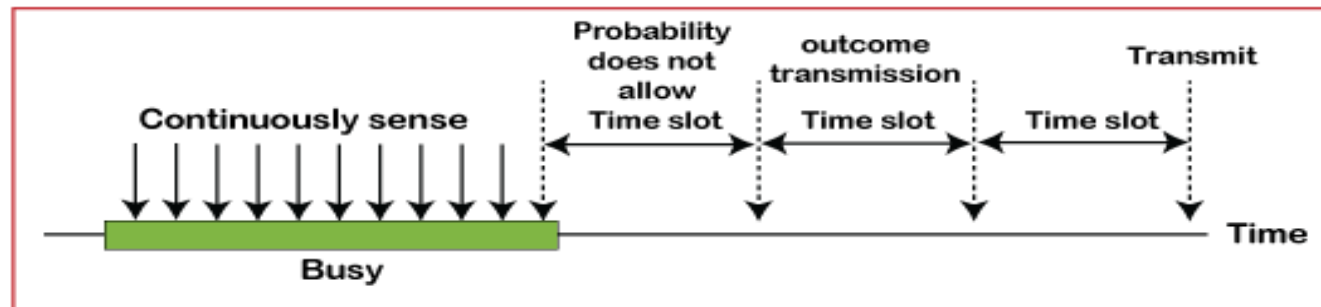 Probability
does not
allow
Time slot
outcome
transmission
Time slot
Transmit
Time slot
Continuously sense
Busy
Time